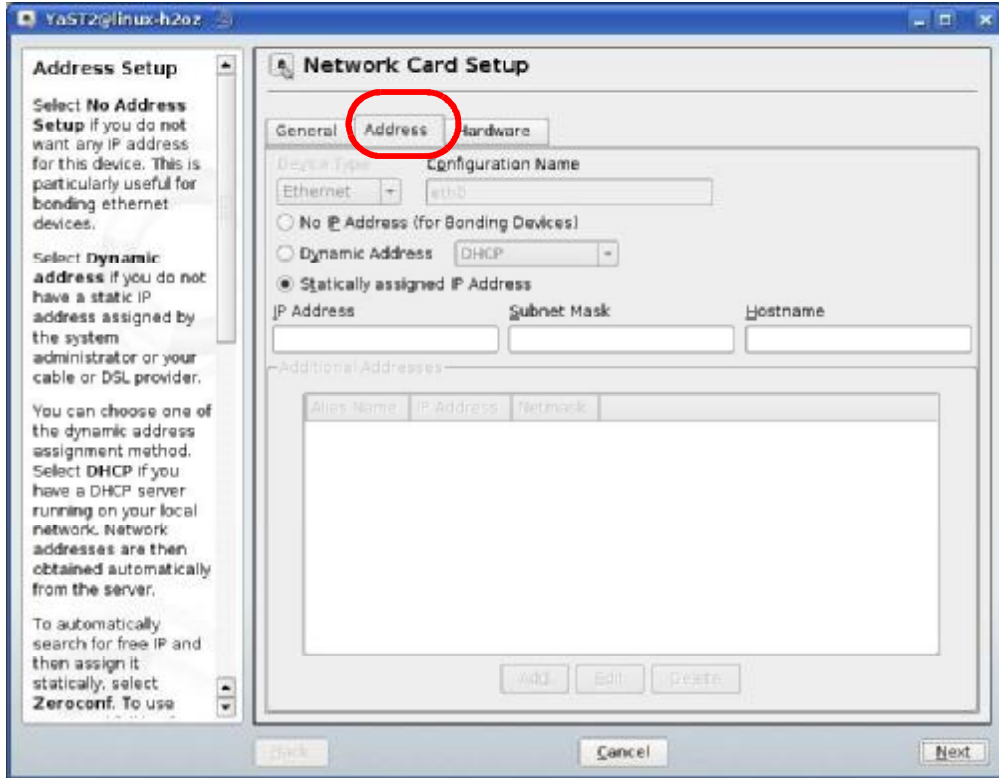 YaST2@linux-h2oz
Address Setup
Select No Address
Setup if you do not
want any IP address
for this device. This is
particularly useful for
bonding ethernet
devices.
Select Dynamic
address if you do not
have a static IP
address assigned by
the system
administrator or your
cable or DSL provider.
You can choose one of
the dynamic address
assignment method.
Select DHCP if you
have a DHCP server
running on your local
network. Network
addresses are then
obtained automatically
from the server.
To automatically
search for free IP and
then assign it
statically, select
Zeroconf. To use
Network Card Setup
General Address Hardware
Device Type Configuration Name
Ethernet eth0
No IP Address (for Bonding Devices)
Dynamic Address DHCP
Statically assigned IP Address
IP Address Subnet Mask Hostname
Additional Addresses
Alias Name IP Address Netmask
Add Edit Delete
Back Cancel Next